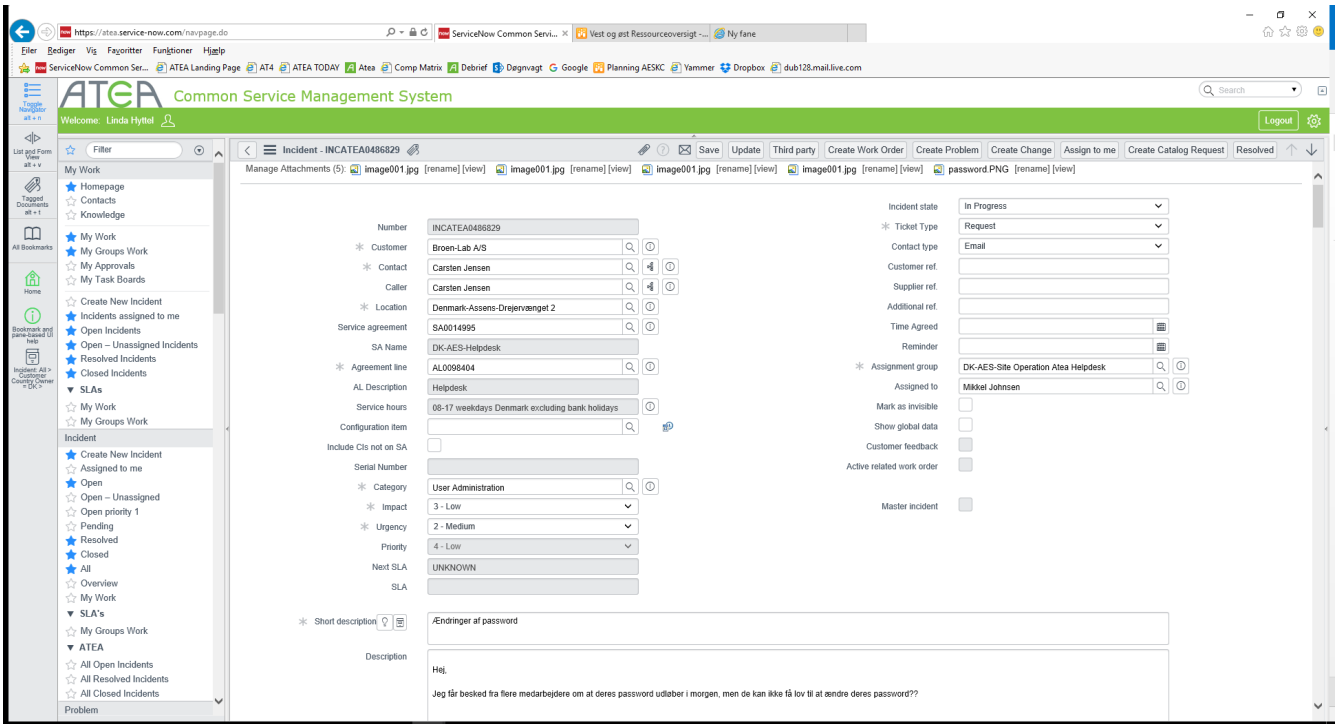 https://atea.service-now.com/navpage.do
ServiceNow Common Servi...
Vest og øst Ressourceoversigt -...
Ny fane
Filer Rediger Vis Favoritter Funktioner Hjælp
ServiceNow Common Ser... ATEA Landing Page AT4 ATEA TODAY Atea Comp Matrix Debrief Døgnvagt Google Planning AESKC Yammer Dropbox dub128.mail.live.com
ATEA Common Service Management System
Search
Welcome: Linda Hyttel
Logout
Toggle Navigator alt + n
List and Form View alt + v
Tagged Documents alt + t
All Bookmarks
Home
Bookmark and pane-based UI help
Incident: All > Customer Country Owner = DK >
Filter
My Work
Homepage
Contacts
Knowledge
My Work
My Groups Work
My Approvals
My Task Boards
Create New Incident
Incidents assigned to me
Open Incidents
Open – Unassigned Incidents
Resolved Incidents
Closed Incidents
SLAs
My Work
My Groups Work
Incident
Create New Incident
Assigned to me
Open
Open – Unassigned
Open priority 1
Pending
Resolved
Closed
All
Overview
My Work
SLA's
My Groups Work
ATEA
All Open Incidents
All Resolved Incidents
All Closed Incidents
Problem
Incident - INCATEA0486829
Save Update Third party Create Work Order Create Problem Create Change Assign to me Create Catalog Request Resolved
Manage Attachments (5): image001.jpg [rename] [view] image001.jpg [rename] [view] image001.jpg [rename] [view] image001.jpg [rename] [view] password.PNG [rename] [view]
Number INCATEA0486829
Customer Broen-Lab A/S
Contact Carsten Jensen
Caller Carsten Jensen
Location Denmark-Assens-Drejervænget 2
Service agreement SA0014995
SA Name DK-AES-Helpdesk
Agreement line AL0098404
AL Description Helpdesk
Service hours 08-17 weekdays Denmark excluding bank holidays
Configuration item
Include CIs not on SA
Serial Number
Category User Administration
Impact 3 - Low
Urgency 2 - Medium
Priority 4 - Low
Next SLA UNKNOWN
SLA
Incident state In Progress
Ticket Type Request
Contact type Email
Customer ref.
Supplier ref.
Additional ref.
Time Agreed
Reminder
Assignment group DK-AES-Site Operation Atea Helpdesk
Assigned to Mikkel Johnsen
Mark as invisible
Show global data
Customer feedback
Active related work order
Master incident
Short description Ændringer af password
Description
Hej,
Jeg får besked fra flere medarbejdere om at deres password udløber i morgen, men de kan ikke få lov til at ændre deres password??